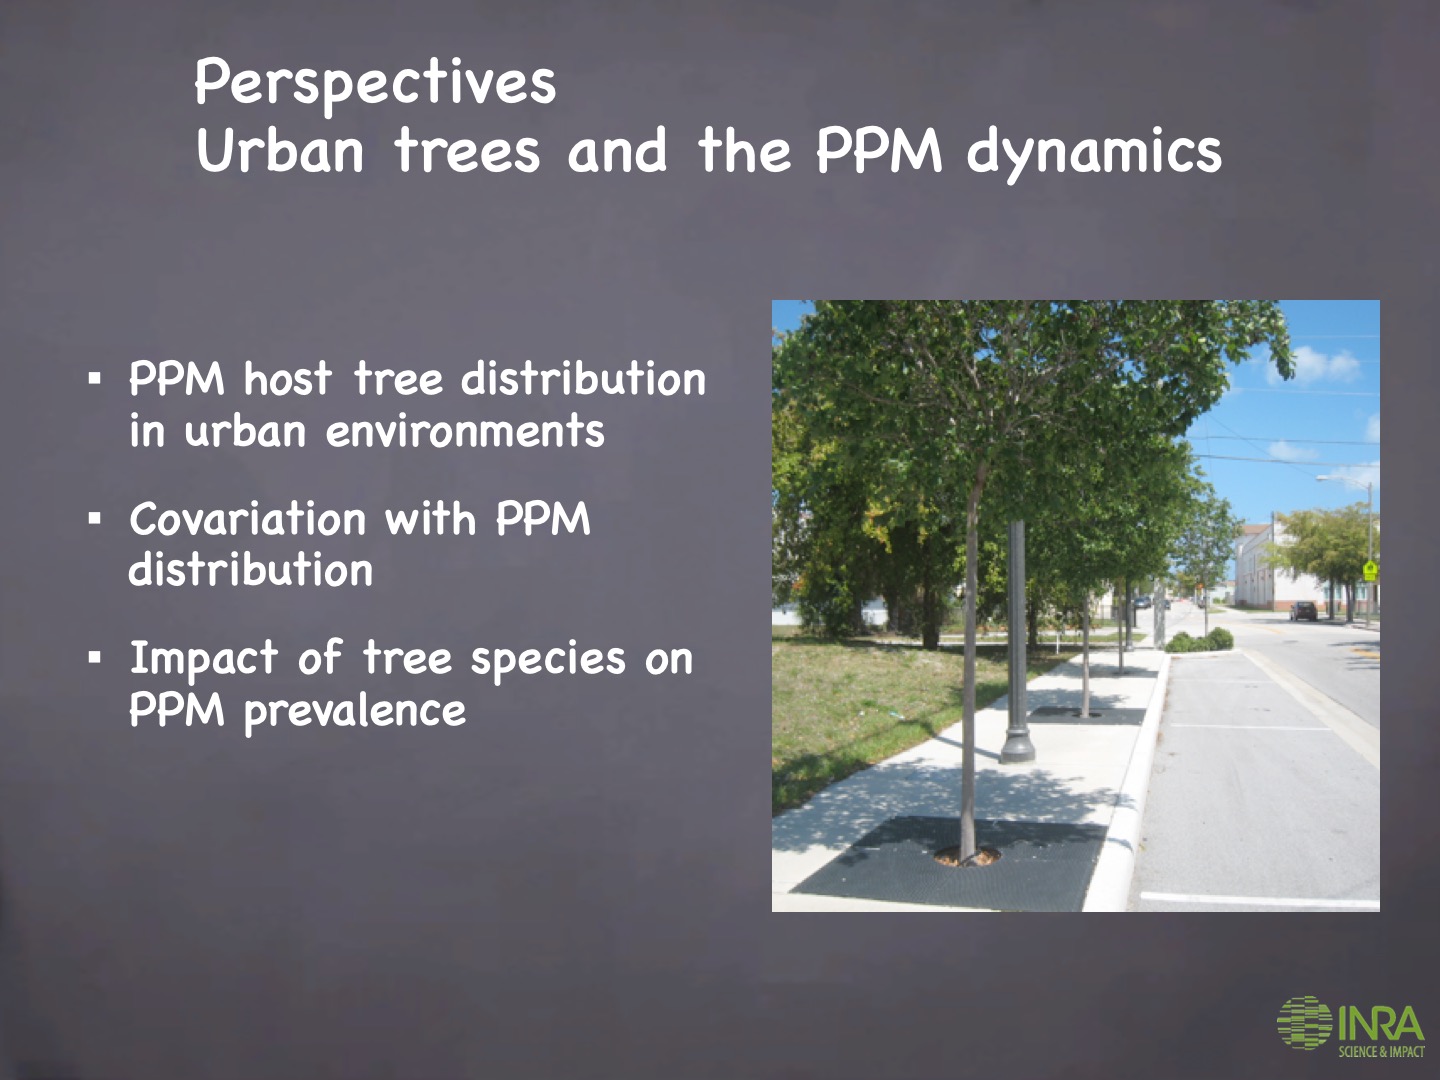 Perspectives
Urban trees and the PPM dynamics
▪ PPM host tree distribution
in urban environments
▪ Covariation with PPM
distribution
▪ Impact of tree species on
PPM prevalence
INRA
SCIENCE & IMPACT